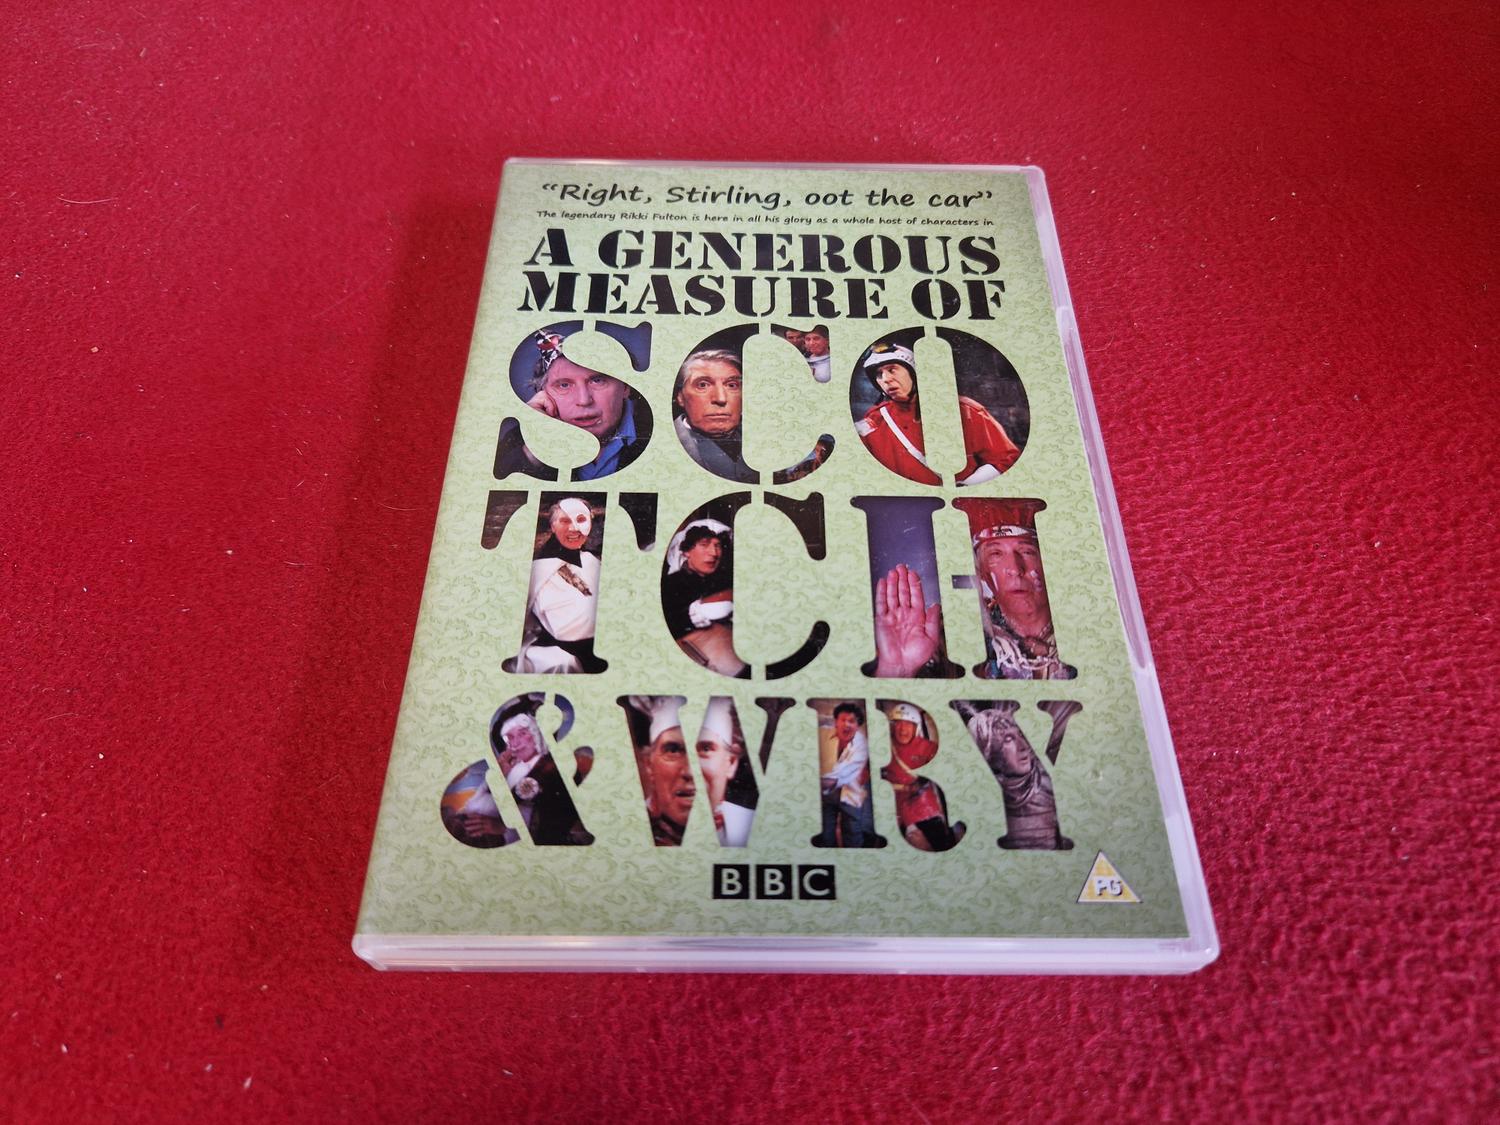 “Right, Stirling, oot the car”
The legendary Rikki Fulton is here in all his glory as a whole host of characters in
A GENEROUS
MEASURE OF
SCO
TCH
& WRY
BBC
PG